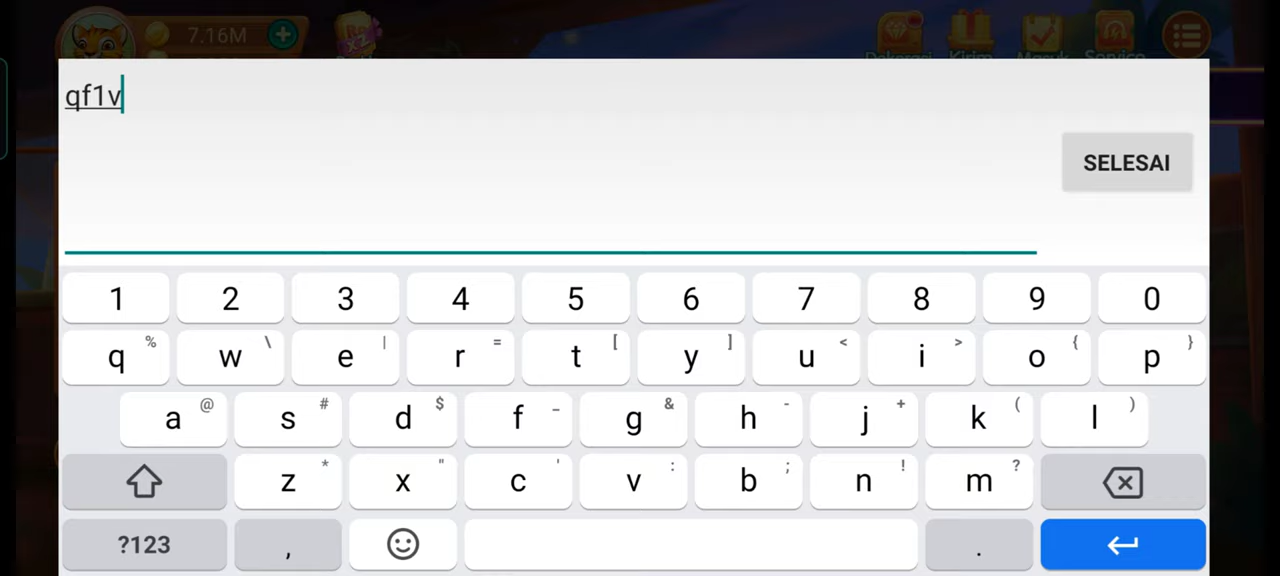 7.16M
qf1v
SELESAI
1 2 3 4 5 6 7 8 9 0
% \ | = [ ] < > { }
q w e r t y u i o p
@ # $ _ & - + ( )
a s d f g h j k l
* " ' : ; ! ?
z x c v b n m
?123 , .